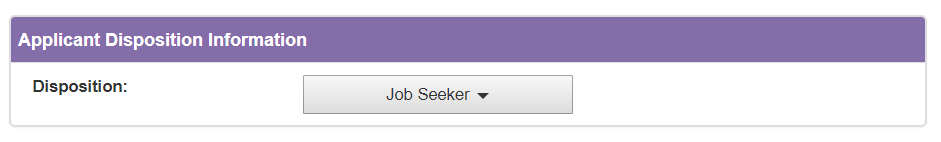 Applicant Disposition Information
Disposition:
Job Seeker